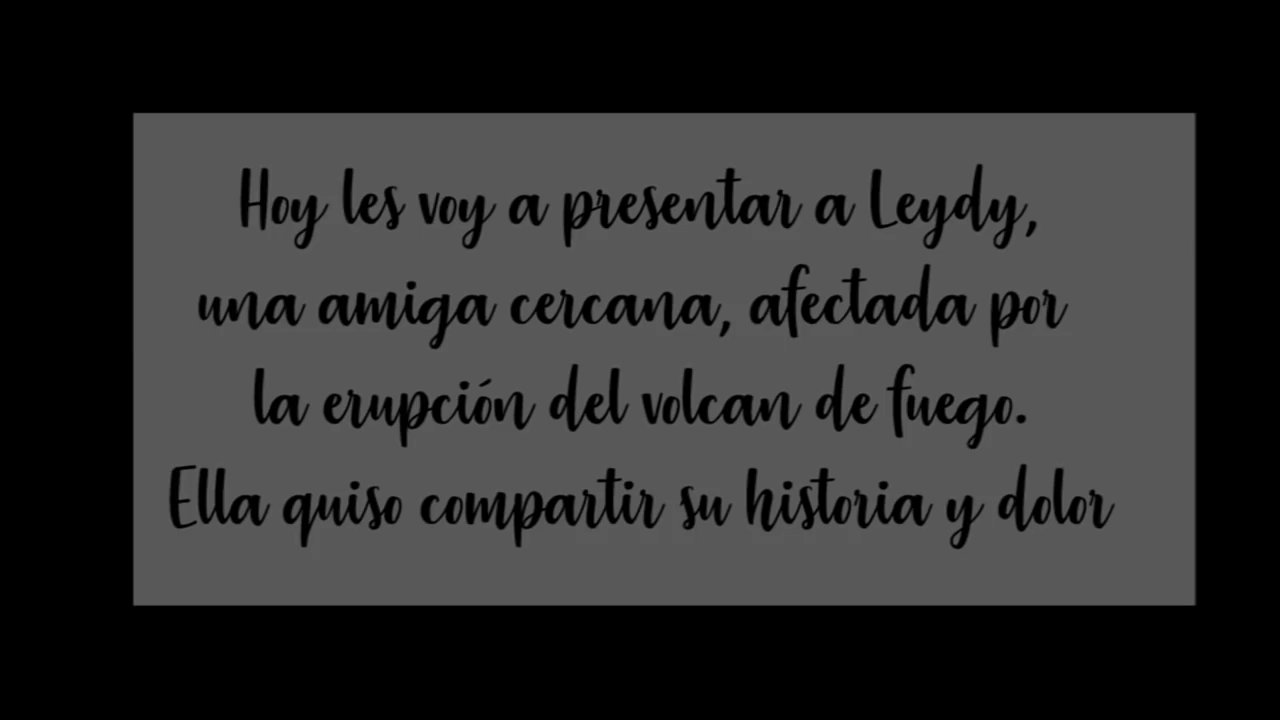 Hoy les voy a presentar a Leydy,
una amiga cercana, afectada por
la erupción del volcan de fuego.
Ella quiso compartir su historia y dolor